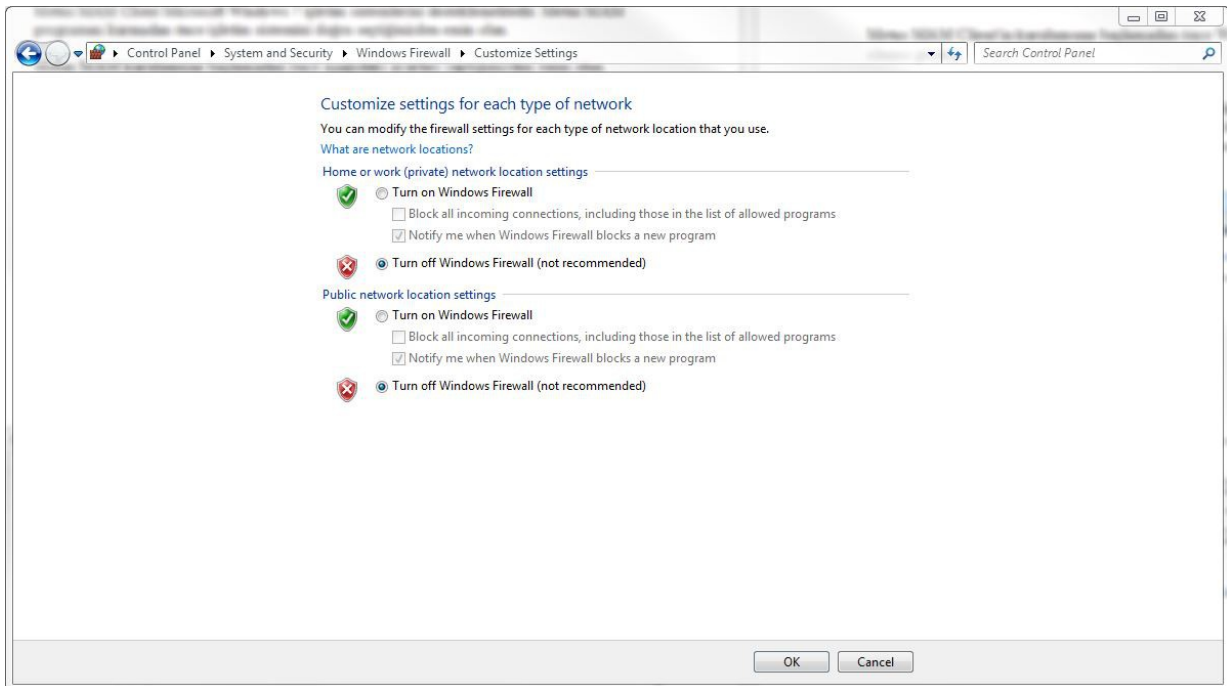 Control Panel ▸ System and Security ▸ Windows Firewall ▸ Customize Settings
Search Control Panel
Customize settings for each type of network
You can modify the firewall settings for each type of network location that you use.
What are network locations?
Home or work (private) network location settings
Turn on Windows Firewall
Block all incoming connections, including those in the list of allowed programs
Notify me when Windows Firewall blocks a new program
Turn off Windows Firewall (not recommended)
Public network location settings
Turn on Windows Firewall
Block all incoming connections, including those in the list of allowed programs
Notify me when Windows Firewall blocks a new program
Turn off Windows Firewall (not recommended)
OK
Cancel